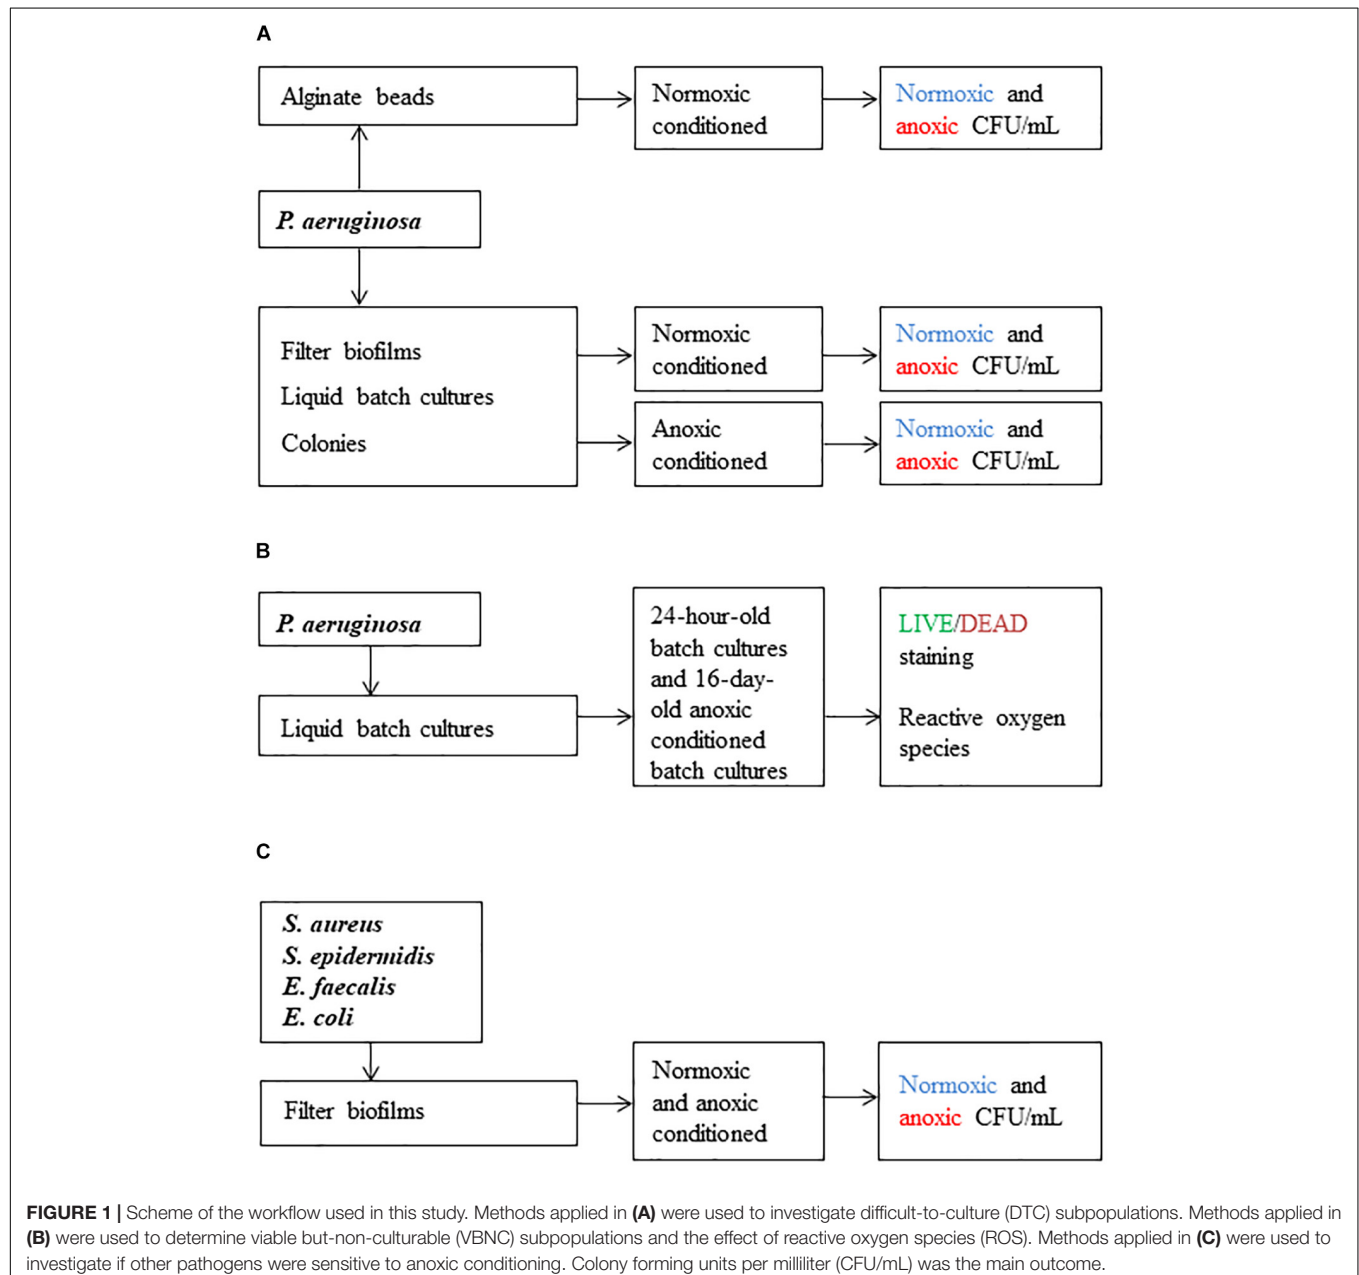 A
Alginate beads
Normoxic
conditioned
Normoxic and
anoxic CFU/mL
P. aeruginosa
Filter biofilms
Liquid batch cultures
Colonies
Normoxic
conditioned
Normoxic and
anoxic CFU/mL
Anoxic
conditioned
Normoxic and
anoxic CFU/mL
B
P. aeruginosa
Liquid batch cultures
24-hour-old
batch cultures
and 16-day-
old anoxic
conditioned
batch cultures
LIVE/DEAD
staining
Reactive oxygen
species
C
S. aureus
S. epidermidis
E. faecalis
E. coli
Filter biofilms
Normoxic
and anoxic
conditioned
Normoxic and
anoxic CFU/mL
FIGURE 1 | Scheme of the workflow used in this study. Methods applied in (A) were used to investigate difficult-to-culture (DTC) subpopulations. Methods applied in
(B) were used to determine viable but-non-culturable (VBNC) subpopulations and the effect of reactive oxygen species (ROS). Methods applied in (C) were used to
investigate if other pathogens were sensitive to anoxic conditioning. Colony forming units per milliliter (CFU/mL) was the main outcome.